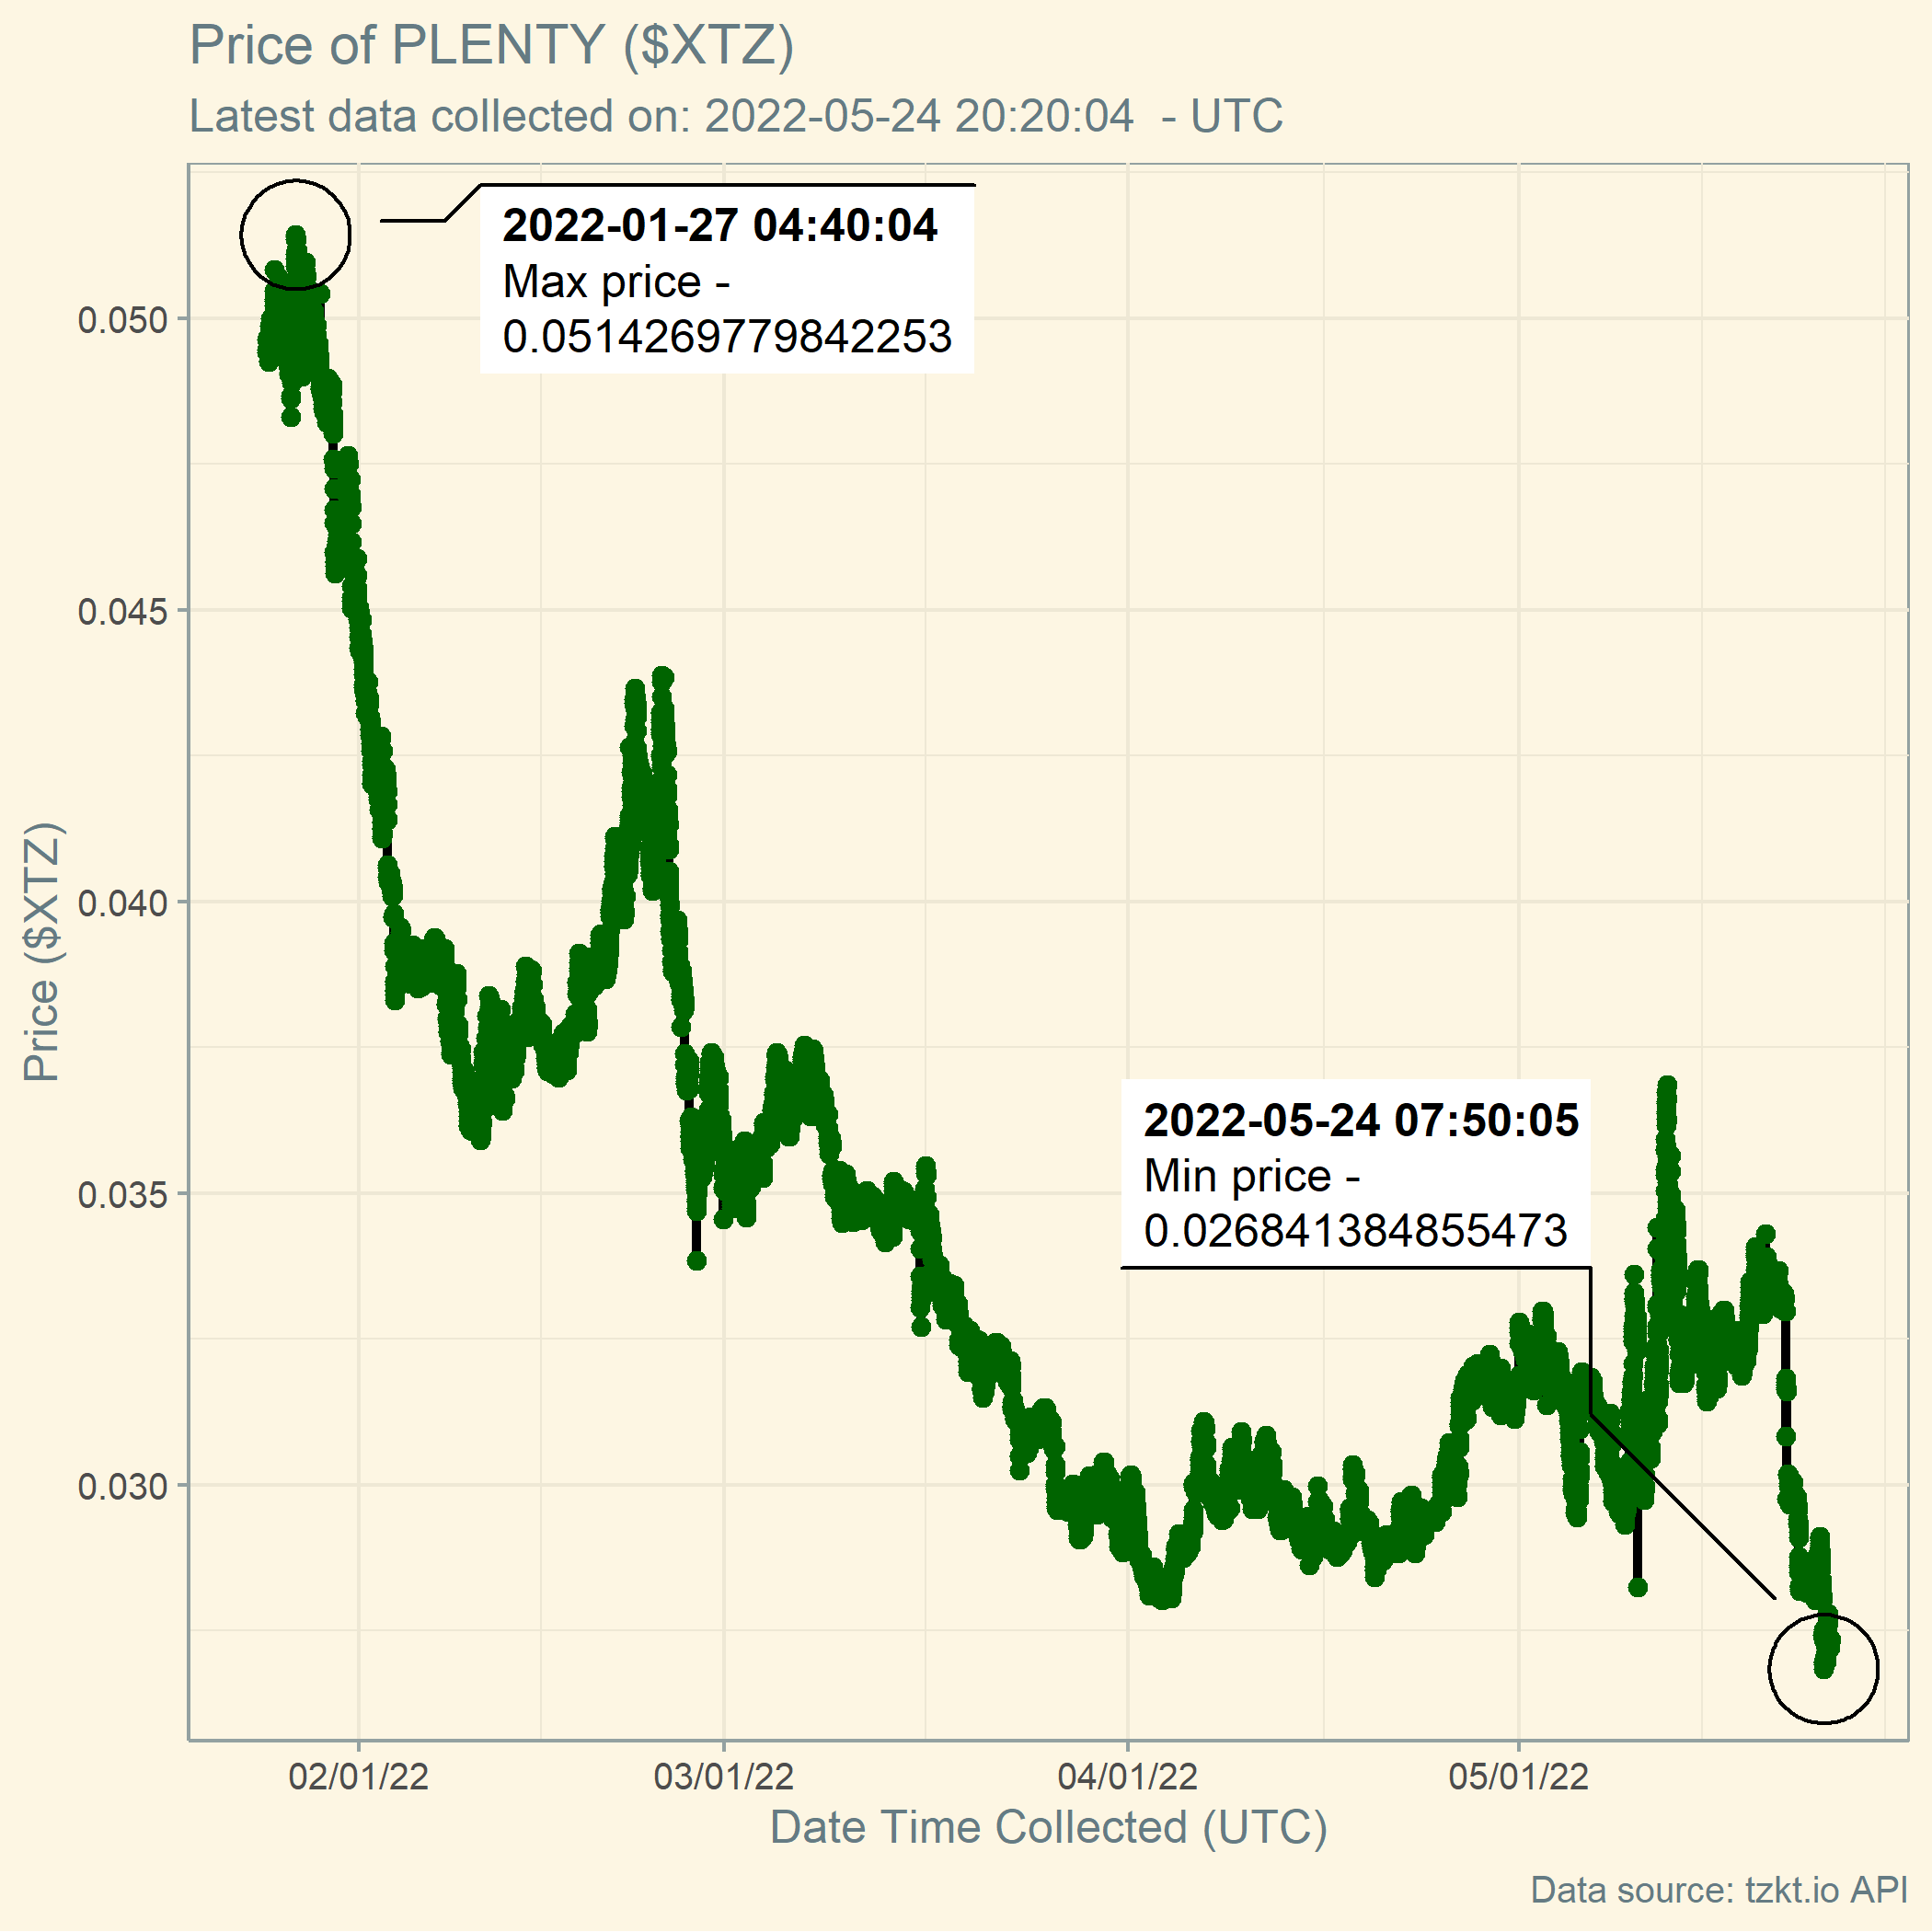 Price of PLENTY ($XTZ)
Latest data collected on: 2022-05-24 20:20:04  - UTC
2022-01-27 04:40:04
Max price -
0.0514269779842253
0.050
0.045
0.040
0.035
0.030
Price ($XTZ)
2022-05-24 07:50:05
Min price -
0.026841384855473
02/01/22
03/01/22
04/01/22
05/01/22
Date Time Collected (UTC)
Data source: tzkt.io API